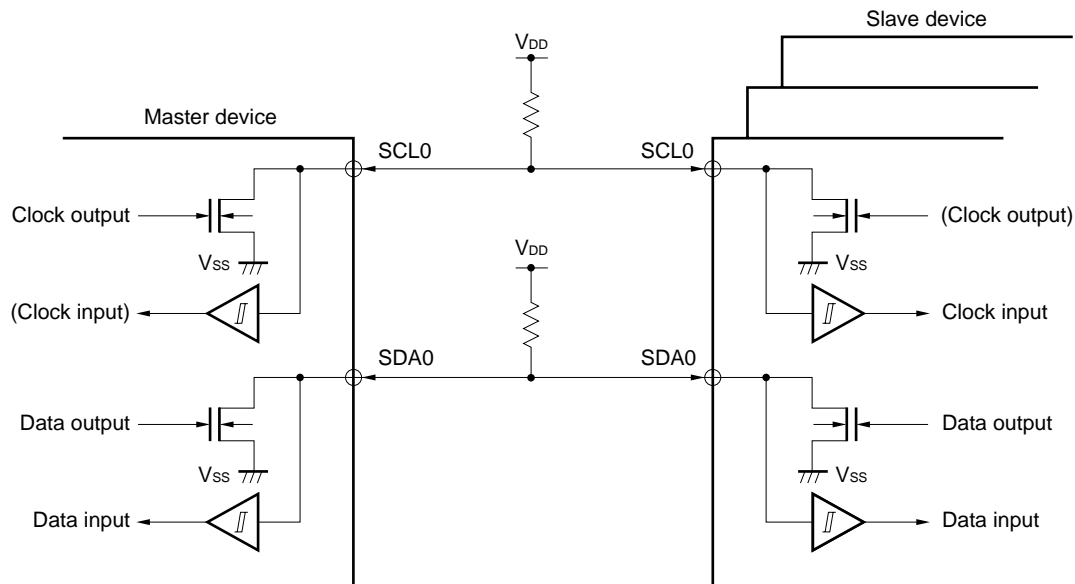 Slave device
VDD
Master device
SCL0
SCL0
Clock output
(Clock output)
VSS
VDD
VSS
(Clock input)
Clock input
SDA0
SDA0
Data output
Data output
VSS
VSS
Data input
Data input